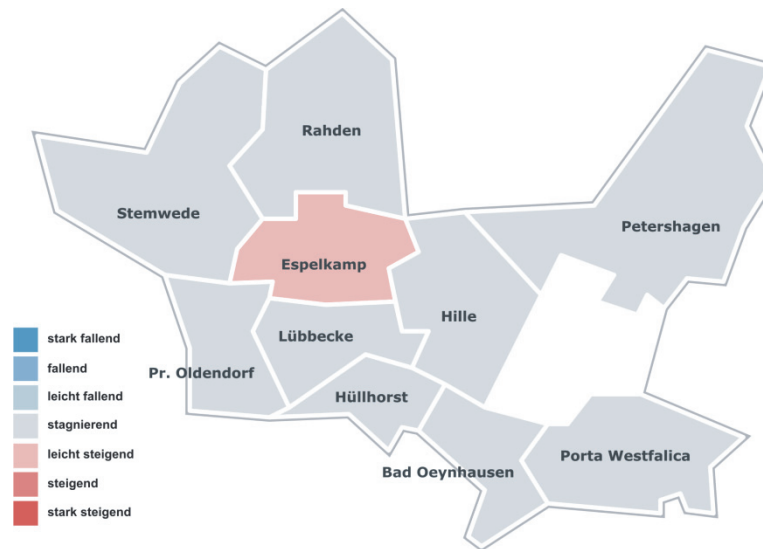 Rahden
Stemwede
Petershagen
Espelkamp
Hille
Lübbecke
Pr. Oldendorf
Hüllhorst
Bad Oeynhausen
Porta Westfalica
stark fallend
fallend
leicht fallend
stagnierend
leicht steigend
steigend
stark steigend